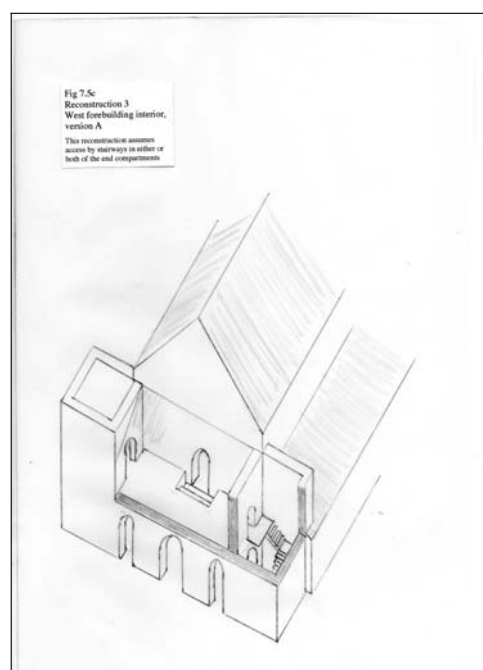 Fig 7.5c
Reconstruction 3
West forebuilding interior,
version A
This reconstruction assumes
access by stairways in either or
both of the end compartments